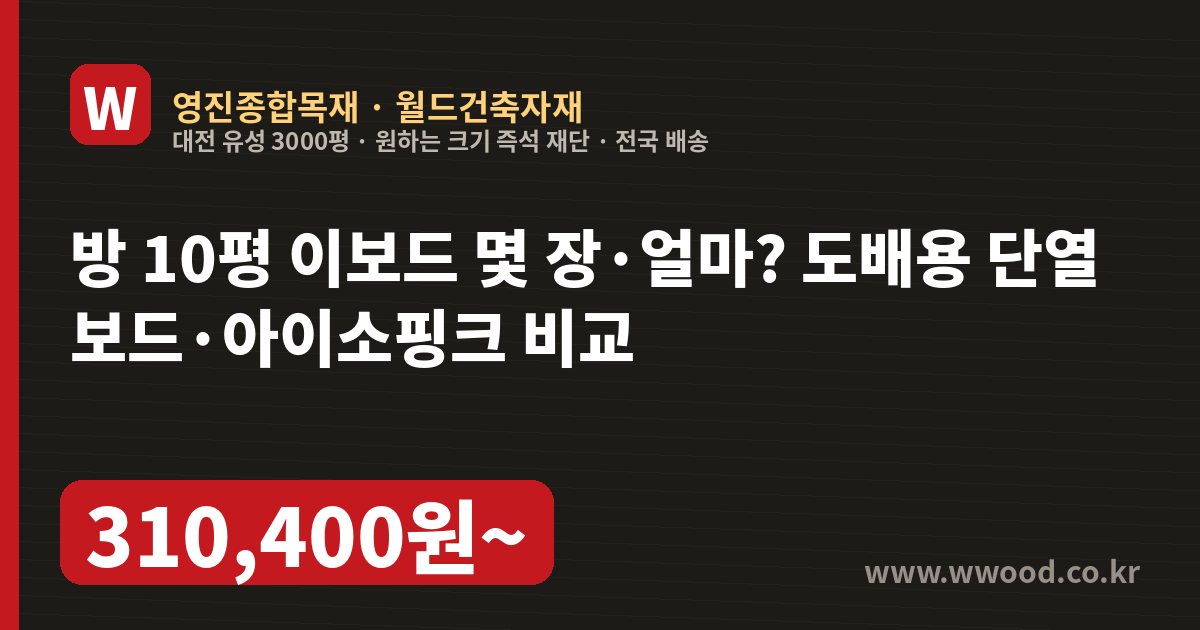 W
영진종합목재 · 월드건축자재
대전 유성 3000평 · 원하는 크기 즉석 재단 · 전국 배송
방 10평 이보드 몇 장·얼마? 도배용 단열
보드·아이소핑크 비교
310,400원~
www.wwood.co.kr